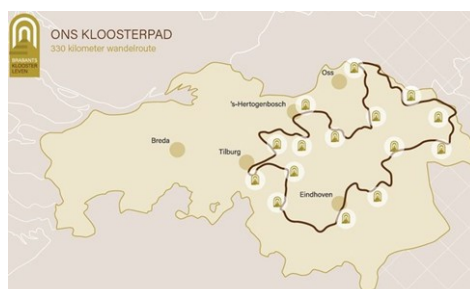 ONS KLOOSTERPAD
330 kilometer wandelroute
BRABANTS
KLOOSTER
LEVEN
Oss
's-Hertogenbosch
Breda
Tilburg
Eindhoven